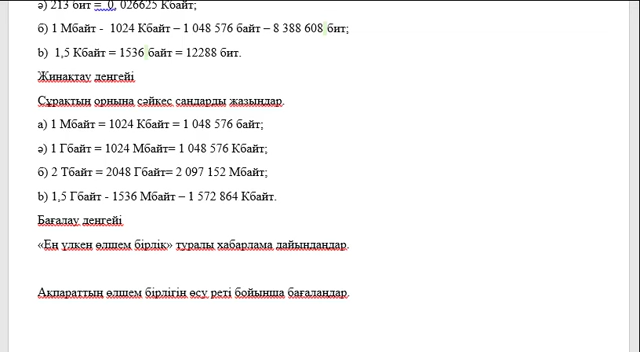 ә) 213 бит = 0, 026625 Кбайт;
б) 1 Мбайт - 1024 Кбайт – 1 048 576 байт – 8 388 608 бит;
b) 1,5 Кбайт = 1536 байт = 12288 бит.
Жинақтау деңгейі
Сұрақтың орнына сәйкес сандарды жазыңдар.
а) 1 Мбайт = 1024 Кбайт = 1 048 576 байт;
ә) 1 Гбайт = 1024 Мбайт= 1 048 576 Кбайт;
б) 2 Тбайт = 2048 Гбайт= 2 097 152 Мбайт;
b) 1,5 Гбайт - 1536 Мбайт – 1 572 864 Кбайт.
Бағалау деңгейі
«Ең үлкен өлшем бірлік» туралы хабарлама дайындаңдар.
Ақпараттың өлшем бірлігін өсу реті бойынша бағалаңдар.